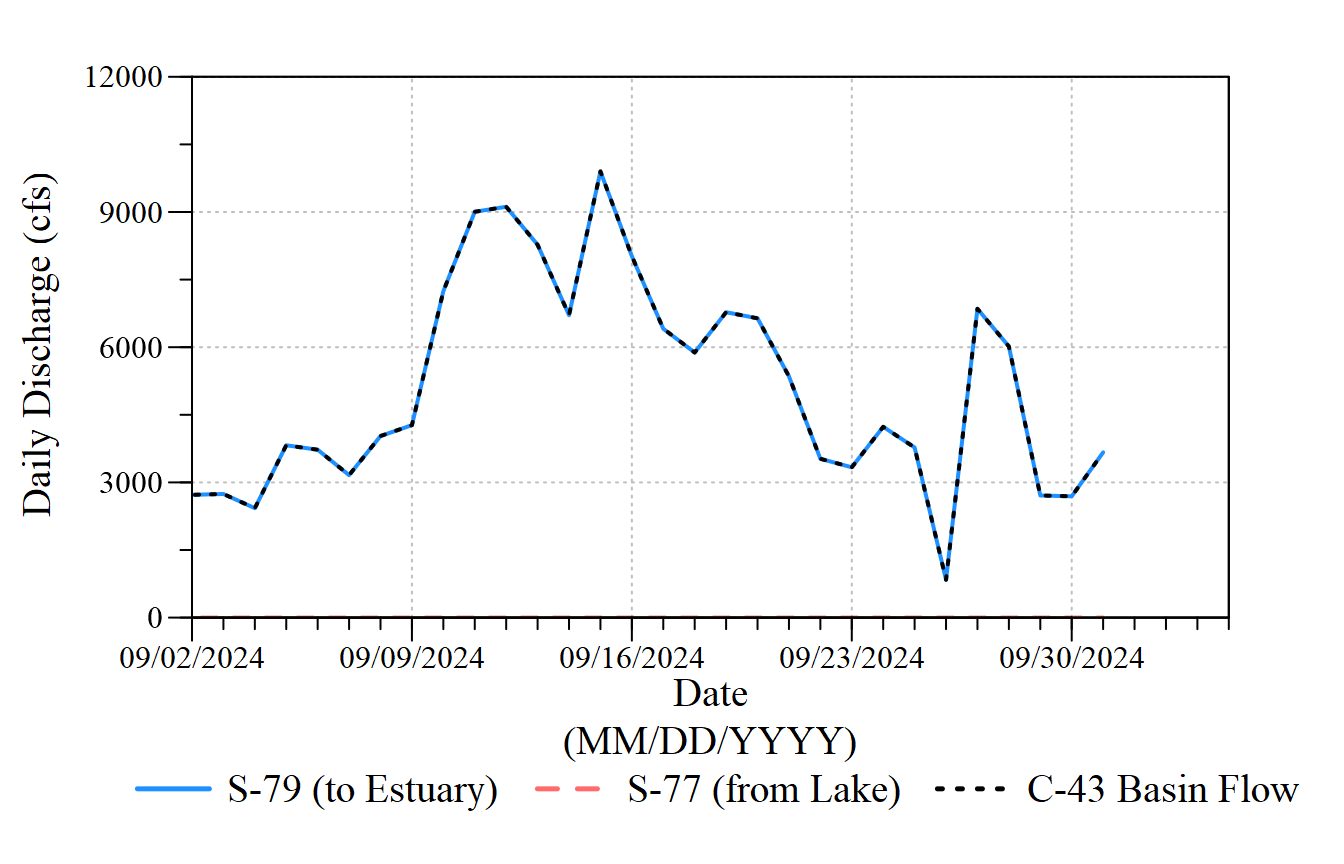 12000
9000
6000
3000
0
Daily Discharge (cfs)
09/02/2024 09/09/2024 09/16/2024 09/23/2024 09/30/2024
Date
(MM/DD/YYYY)
S-79 (to Estuary) S-77 (from Lake) C-43 Basin Flow